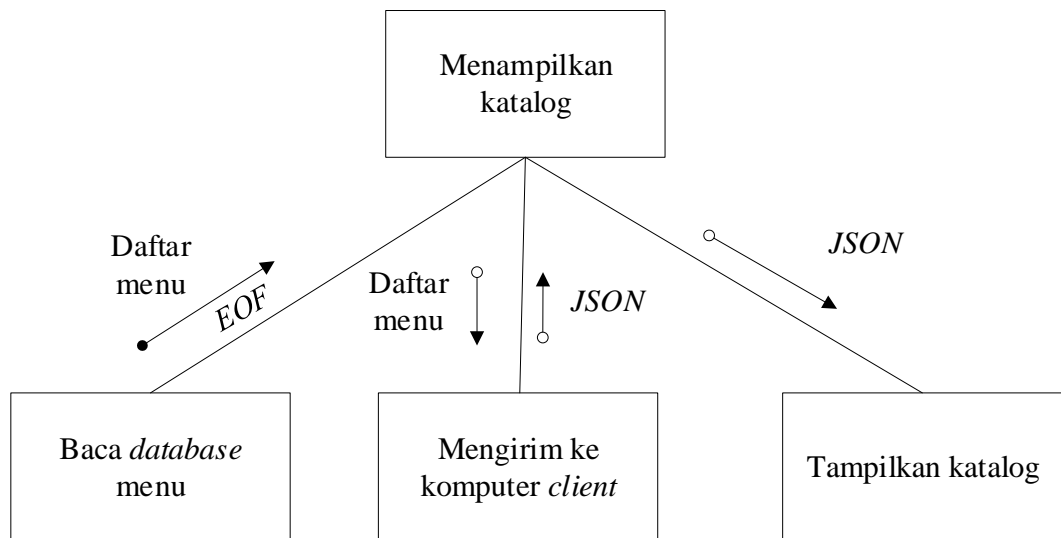 Menampilkan
katalog
Daftar
menu
EOF
Daftar
menu
JSON
JSON
Baca database
menu
Mengirim ke
komputer client
Tampilkan katalog